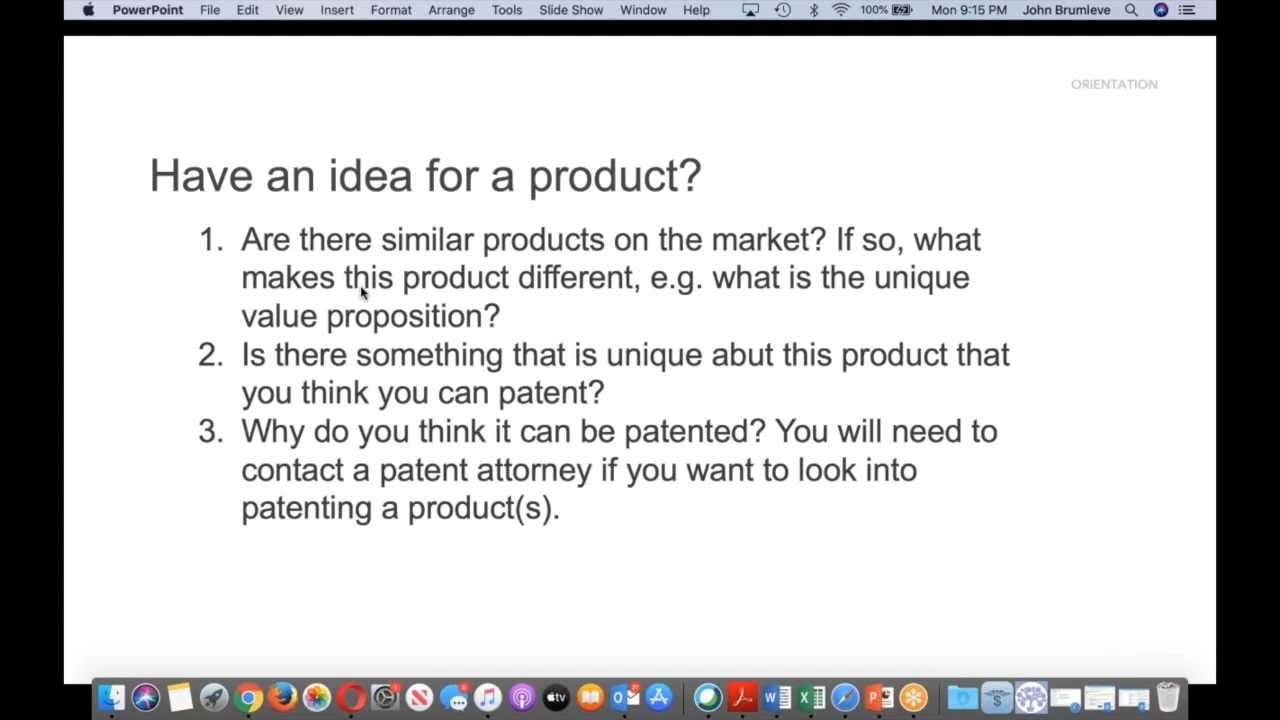 PowerPoint File Edit View Insert Format Arrange Tools Slide Show Window Help 100% Mon 9:15 PM John Brumleve
ORIENTATION
Have an idea for a product?
1. Are there similar products on the market? If so, what
makes this product different, e.g. what is the unique
value proposition?
2. Is there something that is unique abut this product that
you think you can patent?
3. Why do you think it can be patented? You will need to
contact a patent attorney if you want to look into
patenting a product(s).
tv